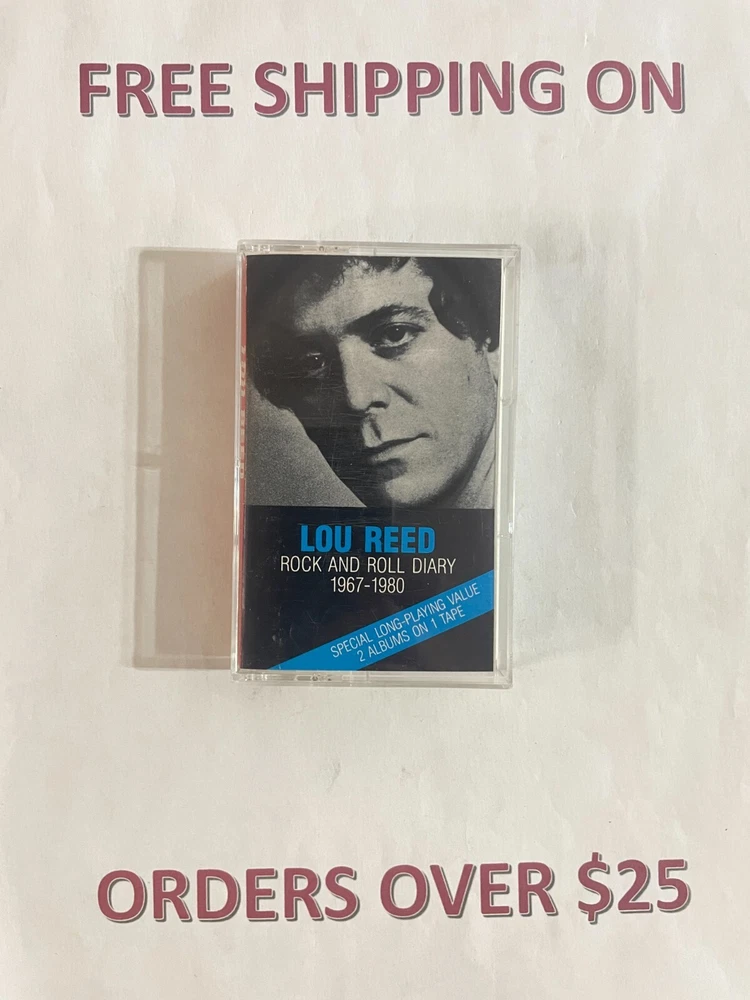 FREE SHIPPING ON
LOU REED
ROCK AND ROLL DIARY
1967-1980
SPECIAL LONG-PLAYING VALUE
2 ALBUMS ON 1 TAPE
ORDERS OVER $25